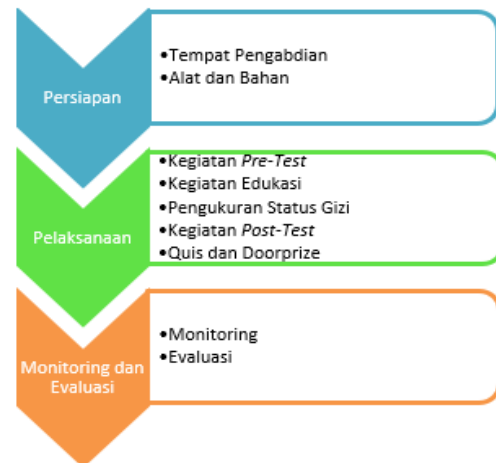 Persiapan
•Tempat Pengabdian
•Alat dan Bahan
Pelaksanaan
•Kegiatan Pre-Test
•Kegiatan Edukasi
•Pengukuran Status Gizi
•Kegiatan Post-Test
•Quis dan Doorprize
Monitoring dan
Evaluasi
•Monitoring
•Evaluasi